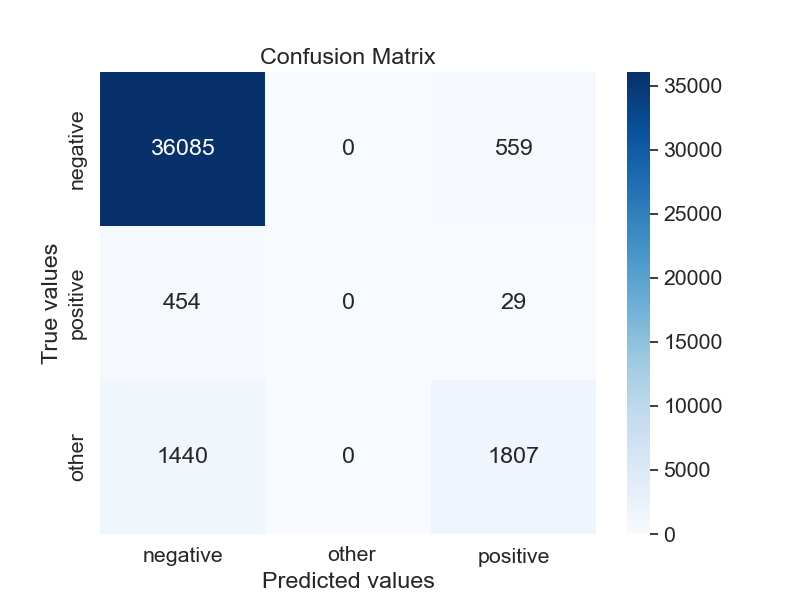 Confusion Matrix
True values
negative
positive
other
36085 0 559
454 0 29
1440 0 1807
negative other positive
Predicted values
35000
30000
25000
20000
15000
10000
5000
0